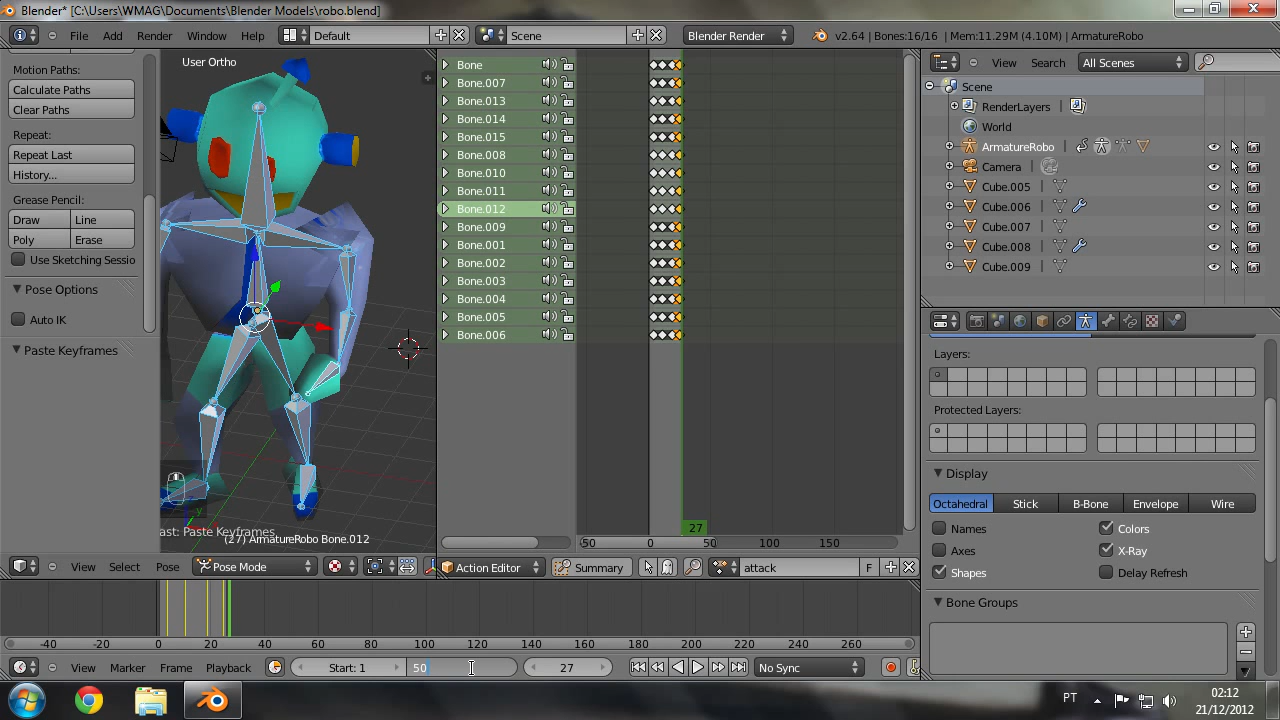 Blender* [C:\Users\WMAG\Documents\Blender Models\robo.blend]
File Add Render Window Help Default Scene Blender Render v2.64 | Bones:16/16 | Mem:11.29M (4.10M) | ArmatureRobo
Motion Paths:
Calculate Paths
Clear Paths
Repeat:
Repeat Last
History...
Grease Pencil:
Draw Line
Poly Erase
Use Sketching Sessio
Pose Options
Auto IK
Paste Keyframes
User Ortho
y
ast: Paste Keyframes
(27) ArmatureRobo Bone.012
View Select Pose Pose Mode
Bone
Bone.007
Bone.013
Bone.014
Bone.015
Bone.008
Bone.010
Bone.011
Bone.012
Bone.009
Bone.001
Bone.002
Bone.003
Bone.004
Bone.005
Bone.006
27
-50 0 50 100 150
Action Editor Summary attack F
View Search All Scenes
Scene
RenderLayers
World
ArmatureRobo
Camera
Cube.005
Cube.006
Cube.007
Cube.008
Cube.009
Layers:
Protected Layers:
Display
Octahedral Stick B-Bone Envelope Wire
Names Colors
Axes X-Ray
Shapes Delay Refresh
Bone Groups
-40 -20 0 20 40 60 80 100 120 140 160 180 200 220 240 260
View Marker Frame Playback Start: 1 50 27 No Sync
PT 02:12
21/12/2012